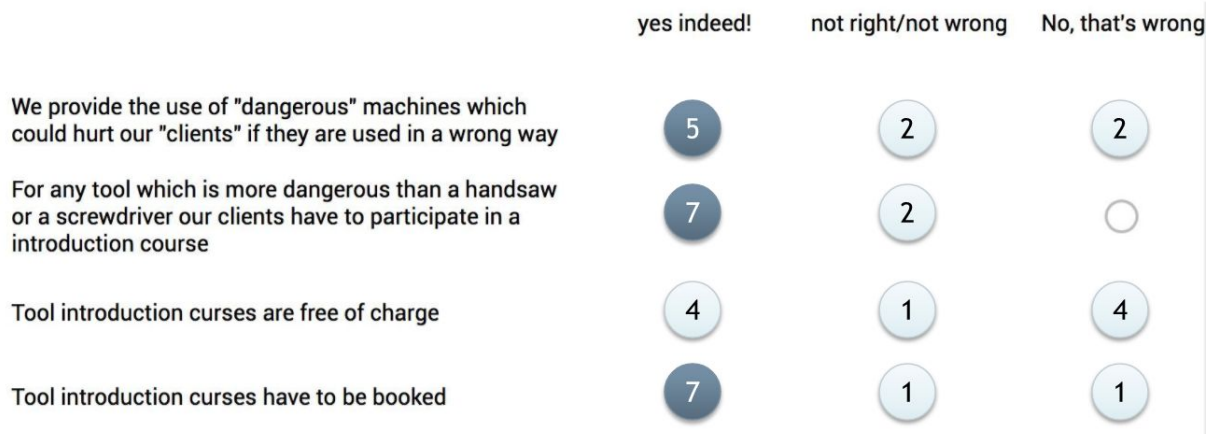 yes indeed! not right/not wrong No, that's wrong
We provide the use of "dangerous" machines which
could hurt our "clients" if they are used in a wrong way
5 2 2
For any tool which is more dangerous than a handsaw
or a screwdriver our clients have to participate in a
introduction course
7 2
Tool introduction curses are free of charge
4 1 4
Tool introduction curses have to be booked
7 1 1